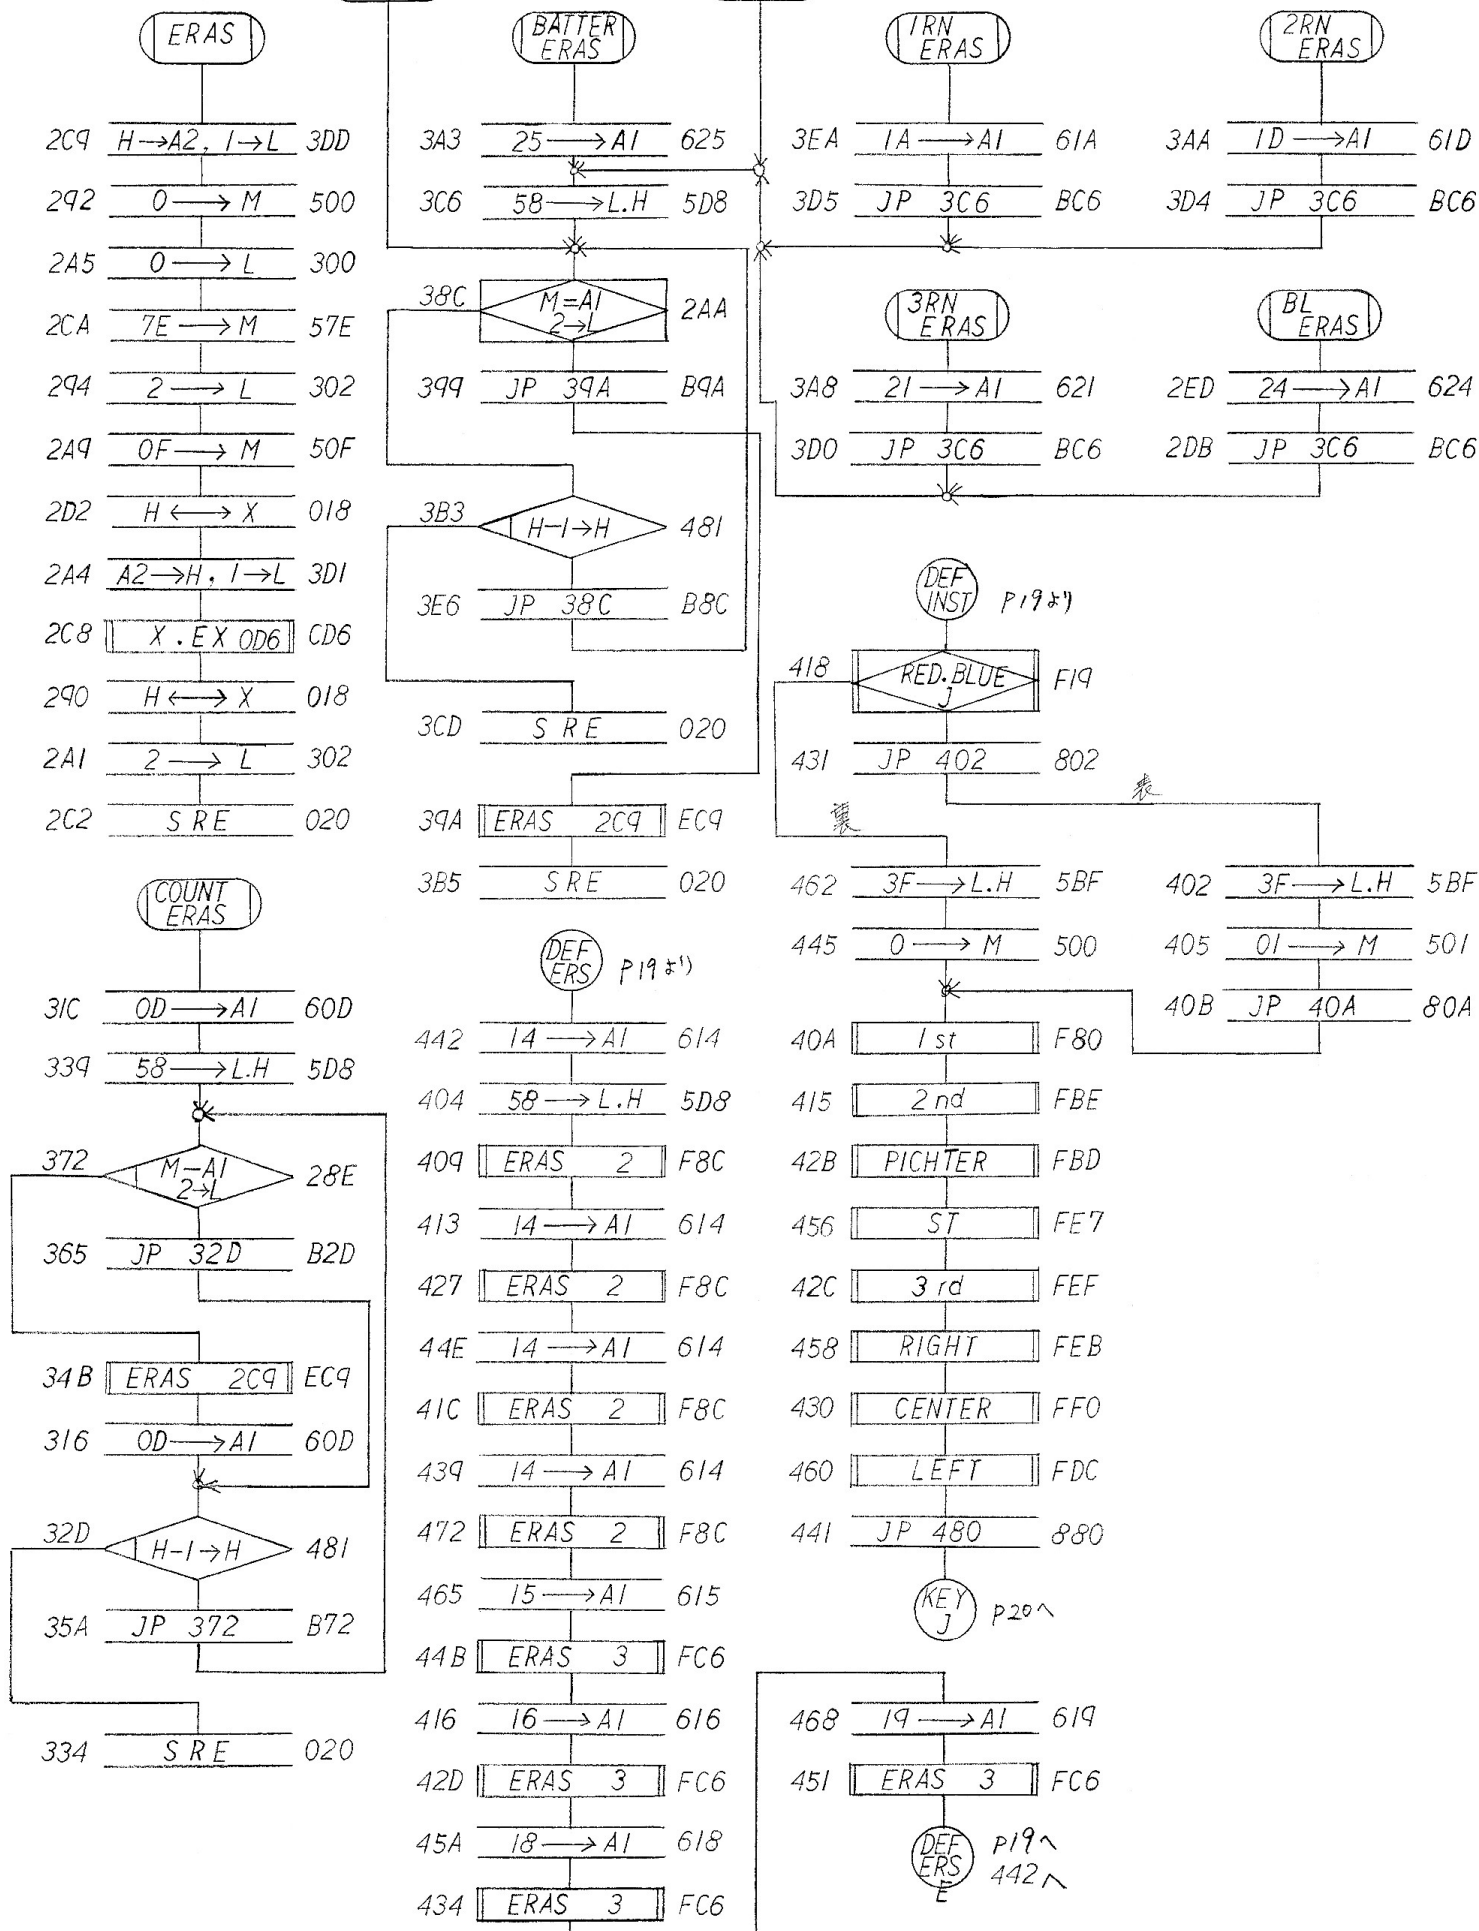 ERAS
2C9 H→A2, 1→L 3DD
292 0→M 500
2A5 0→L 300
2CA 7E→M 57E
294 2→L 302
2A9 0F→M 50F
2D2 H↔X 018
2A4 A2→H, 1→L 3D1
2C8 X.EX 0D6 CD6
290 H↔X 018
2A1 2→L 302
2C2 SRE 020
COUNT
ERAS
31C 0D→A1 60D
339 58→L.H 5D8
372 M-A1 28E
2→L
365 JP 32D B2D
34B ERAS 2C9 EC9
316 0D→A1 60D
32D H-1→H 481
35A JP 372 B72
334 SRE 020
BATTER
ERAS
3A3 25→A1 625
3C6 58→L.H 5D8
38C M=A1 2AA
2→L
399 JP 39A B9A
3B3 H-1→H 481
3E6 JP 38C B8C
3CD SRE 020
39A ERAS 2C9 EC9
3B5 SRE 020
DEF
ERS P19より
442 14→A1 614
404 58→L.H 5D8
409 ERAS 2 F8C
413 14→A1 614
427 ERAS 2 F8C
44E 14→A1 614
41C ERAS 2 F8C
439 14→A1 614
472 ERAS 2 F8C
465 15→A1 615
44B ERAS 3 FC6
416 16→A1 616
42D ERAS 3 FC6
45A 18→A1 618
434 ERAS 3 FC6
1RN
ERAS
3EA 1A→A1 61A
3D5 JP 3C6 BC6
2RN
ERAS
3AA 1D→A1 61D
3D4 JP 3C6 BC6
3RN
ERAS
3A8 21→A1 621
3D0 JP 3C6 BC6
BL
ERAS
2ED 24→A1 624
2DB JP 3C6 BC6
DEF
INST P19より
418 RED.BLUE F19
J
431 JP 402 802
表
裏
462 3F→L.H 5BF
445 0→M 500
402 3F→L.H 5BF
405 01→M 501
40B JP 40A 80A
40A 1st F80
415 2nd FBE
42B PICHTER FBD
456 ST FE7
42C 3rd FEF
458 RIGHT FEB
430 CENTER FF0
460 LEFT FDC
441 JP 480 880
KEY
J P20へ
468 19→A1 619
451 ERAS 3 FC6
DEF
ERS
E
P19へ
442へ